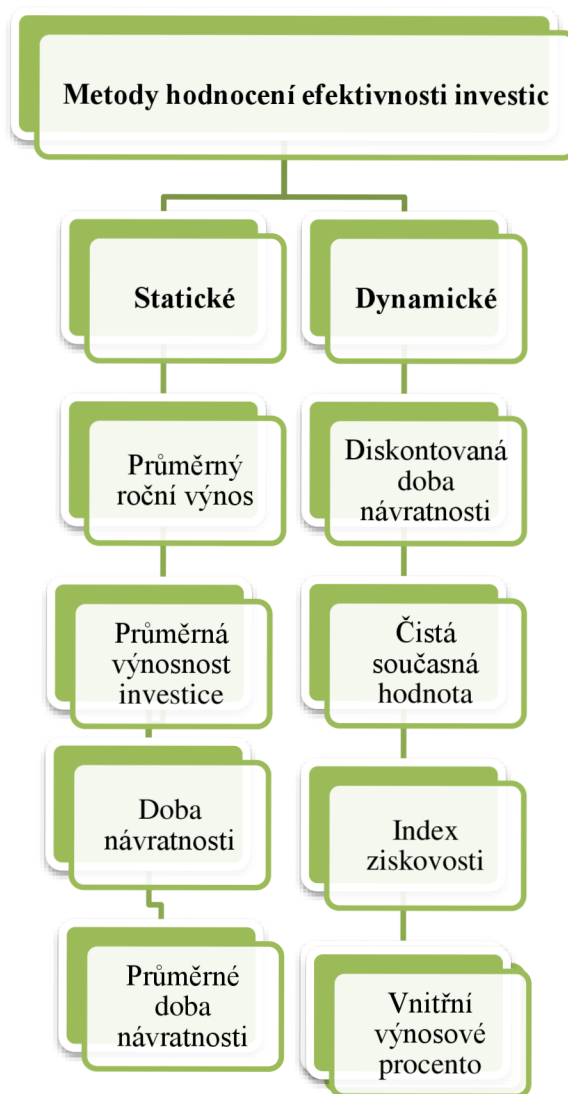 Metody hodnocení efektivnosti investic
Statické
Dynamické
Průměrný
roční výnos
Diskontovaná
doba
návratnosti
Průměrná
výnosnost
investice
Čistá
současná
hodnota
Doba
návratnosti
Index
ziskovosti
Průměrné
doba
návratnosti
Vnitřní
výnosové
procento